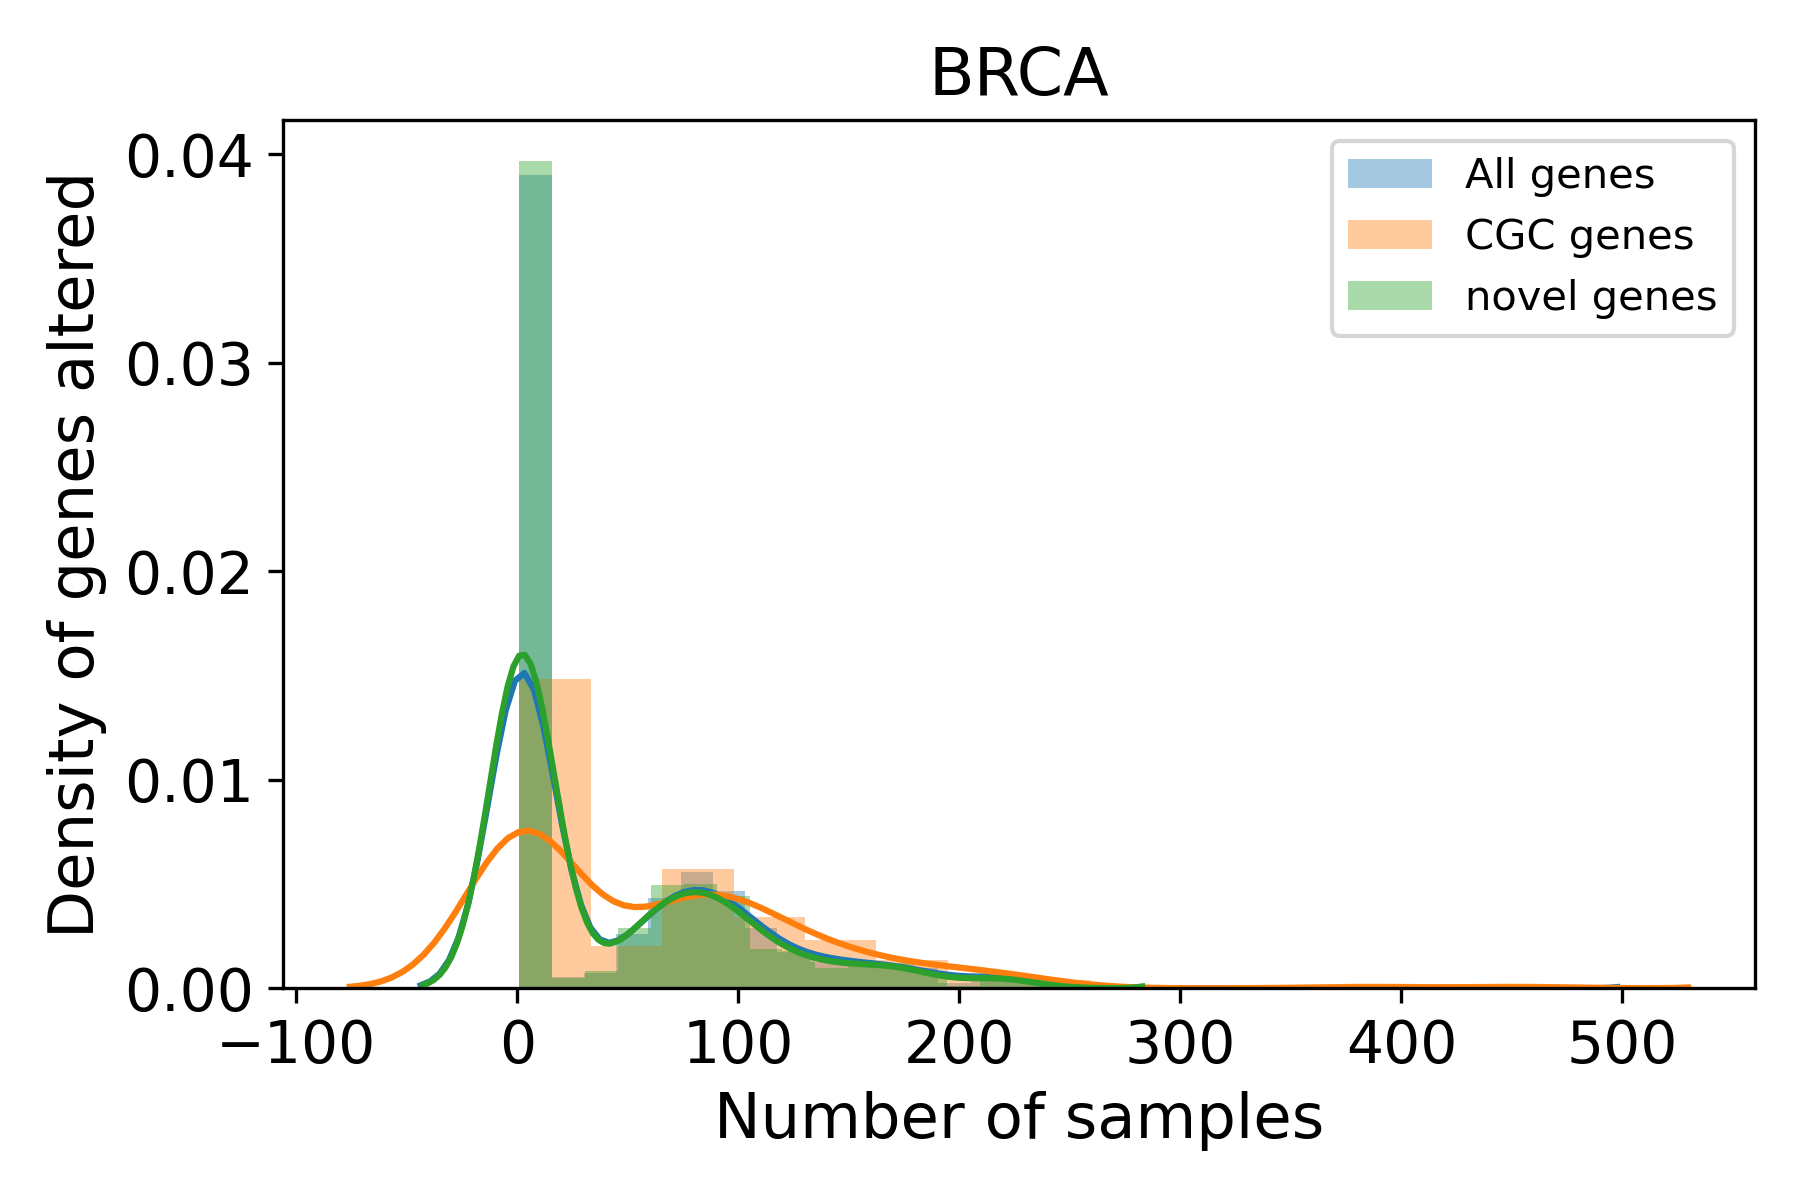 BRCA
Density of genes altered
0.04
0.03
0.02
0.01
0.00
−100
0
100
200
300
400
500
Number of samples
All genes
CGC genes
novel genes